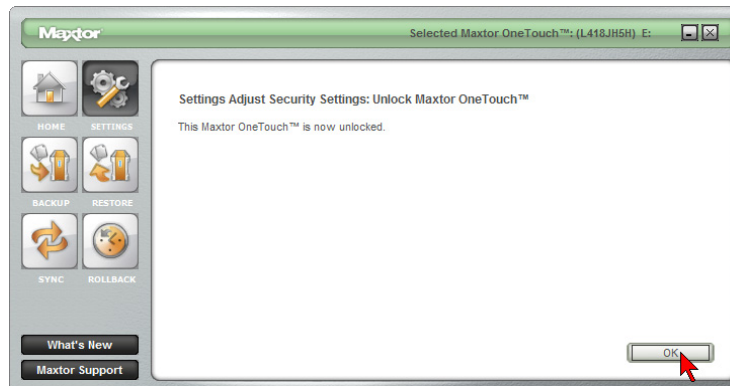 Maxtor
Selected Maxtor OneTouch™: (L418JH5H) E:
HOME SETTINGS
BACKUP RESTORE
SYNC ROLLBACK
What's New
Maxtor Support
Settings Adjust Security Settings: Unlock Maxtor OneTouch™
This Maxtor OneTouch™ is now unlocked.
OK